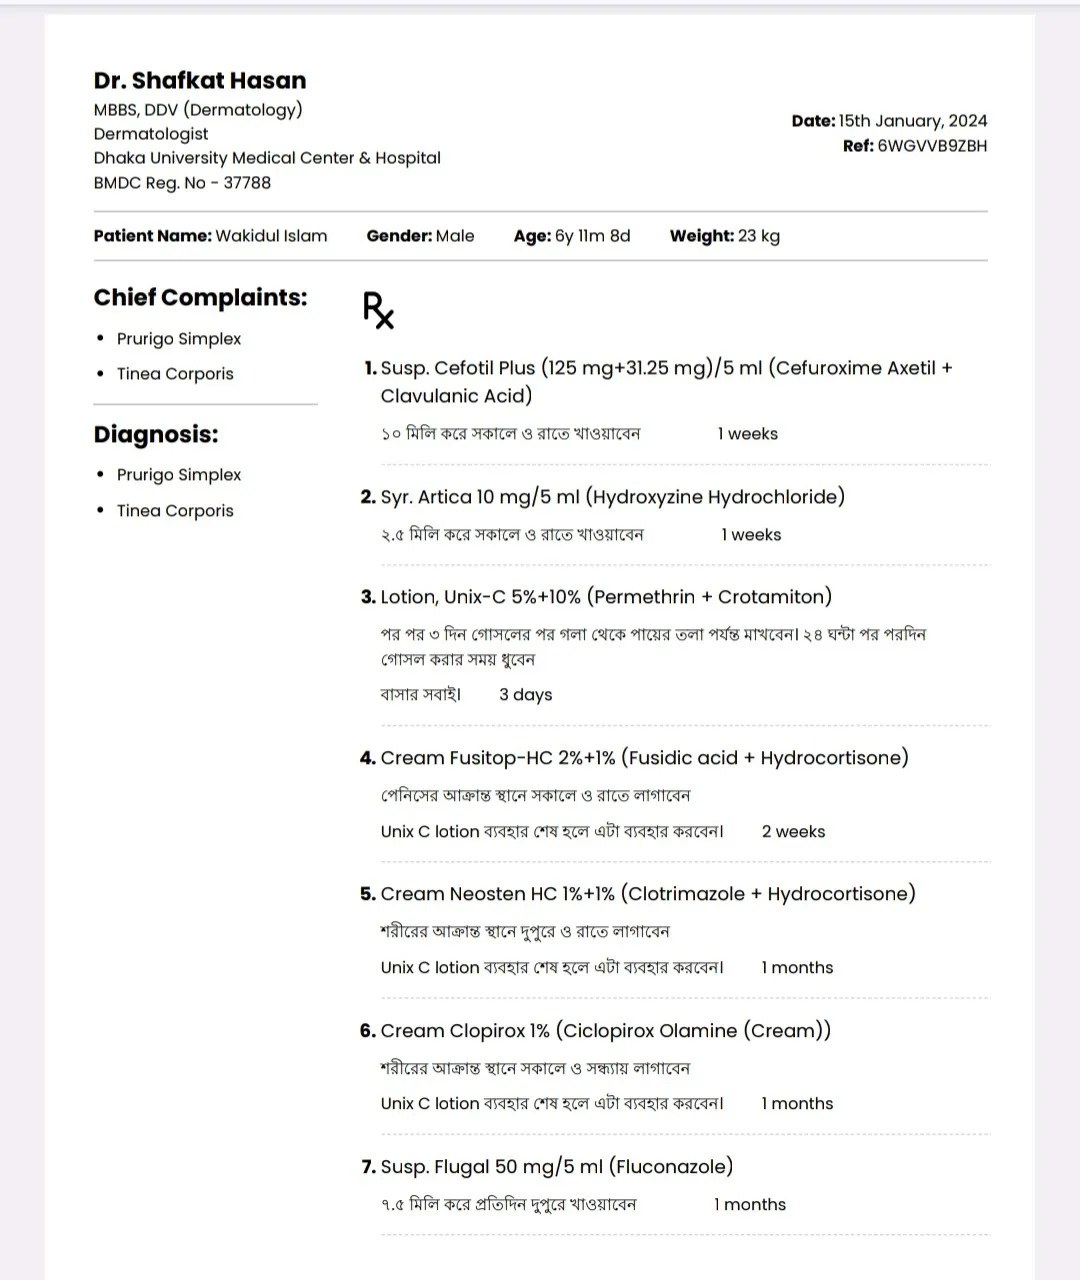 Dr. Shafkat Hasan
MBBS, DDV (Dermatology)
Dermatologist
Dhaka University Medical Center & Hospital
BMDC Reg. No - 37788
Date: 15th January, 2024
Ref: 6WGVVB9ZBH
Patient Name: Wakidul Islam Gender: Male Age: 6y 11m 8d Weight: 23 kg
Chief Complaints:
• Prurigo Simplex
• Tinea Corporis
Diagnosis:
• Prurigo Simplex
• Tinea Corporis
Rx
1. Susp. Cefotil Plus (125 mg+31.25 mg)/5 ml (Cefuroxime Axetil +
Clavulanic Acid)
১০ মিলি করে সকালে ও রাতে খাওয়াবেন 1 weeks
2. Syr. Artica 10 mg/5 ml (Hydroxyzine Hydrochloride)
২.৫ মিলি করে সকালে ও রাতে খাওয়াবেন 1 weeks
3. Lotion, Unix-C 5%+10% (Permethrin + Crotamiton)
পর পর ৩ দিন গোসলের পর গলা থেকে পায়ের তলা পর্যন্ত মাখবেন। ২৪ ঘন্টা পর পরদিন
গোসল করার সময় ধুবেন
বাসার সবাই। 3 days
4. Cream Fusitop-HC 2%+1% (Fusidic acid + Hydrocortisone)
পেনিসের আক্রান্ত স্থানে সকালে ও রাতে লাগাবেন
Unix C lotion ব্যবহার শেষ হলে এটা ব্যবহার করবেন। 2 weeks
5. Cream Neosten HC 1%+1% (Clotrimazole + Hydrocortisone)
শরীরের আক্রান্ত স্থানে দুপুরে ও রাতে লাগাবেন
Unix C lotion ব্যবহার শেষ হলে এটা ব্যবহার করবেন। 1 months
6. Cream Clopirox 1% (Ciclopirox Olamine (Cream))
শরীরের আক্রান্ত স্থানে সকালে ও সন্ধ্যায় লাগাবেন
Unix C lotion ব্যবহার শেষ হলে এটা ব্যবহার করবেন। 1 months
7. Susp. Flugal 50 mg/5 ml (Fluconazole)
৭.৫ মিলি করে প্রতিদিন দুপুরে খাওয়াবেন 1 months